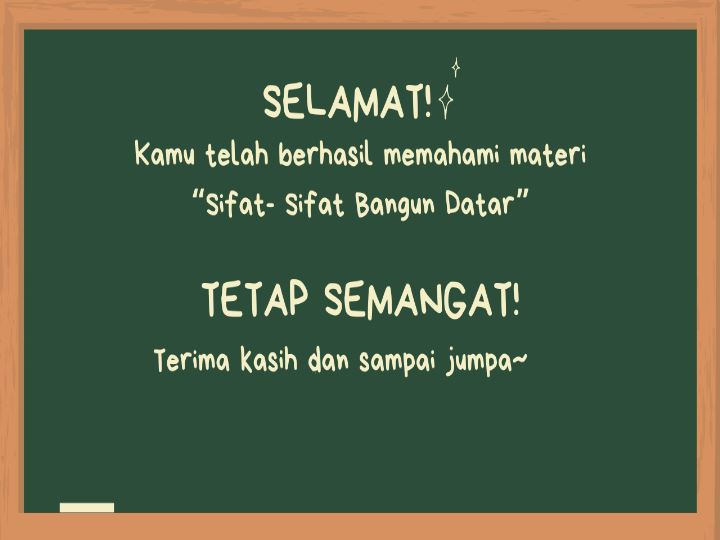 SELAMAT!
Kamu telah berhasil memahami materi
“Sifat- Sifat Bangun Datar”
TETAP SEMANGAT!
Terima kasih dan sampai jumpa~